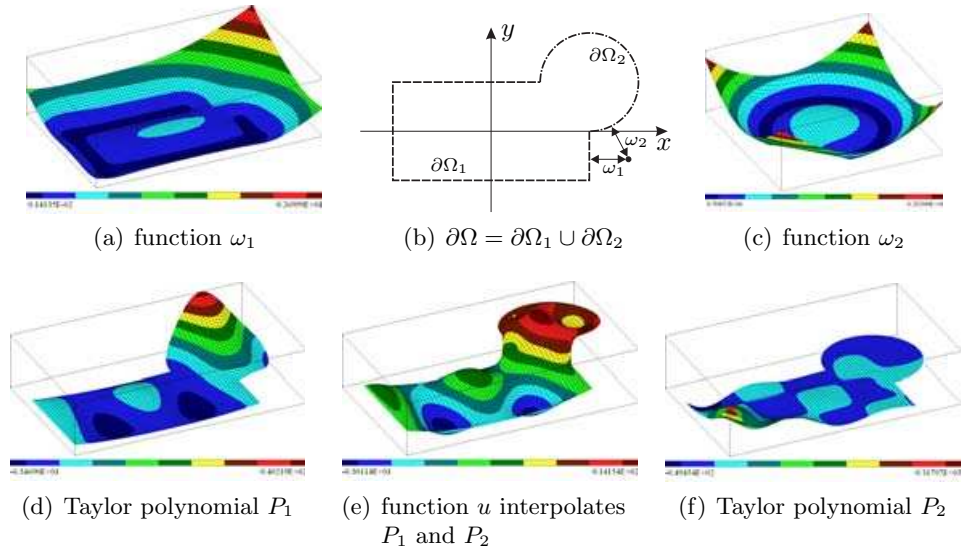 y
∂Ω₂
x
ω₂
∂Ω₁
ω₁
(a) function ω₁
(b) ∂Ω = ∂Ω₁ ∪ ∂Ω₂
(c) function ω₂
(d) Taylor polynomial P₁
(e) function u interpolates
P₁ and P₂
(f) Taylor polynomial P₂